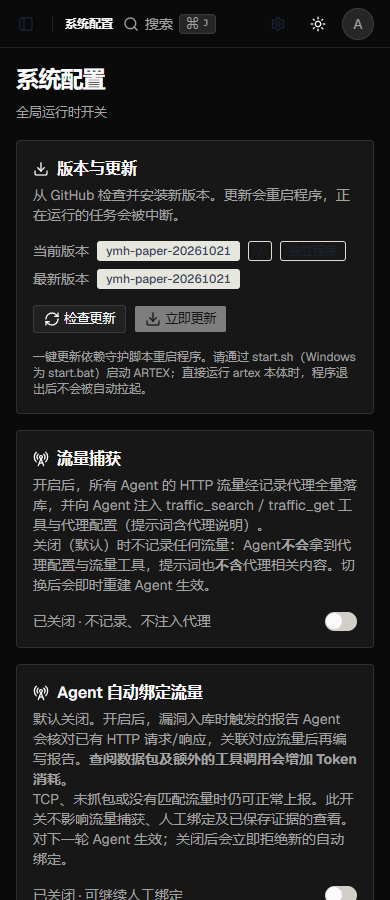 系统配置 搜索 ⌘ J A
系统配置
全局运行时开关
版本与更新
从 GitHub 检查并安装新版本。更新会重启程序，正
在运行的任务会被中断。
当前版本 ymh-paper-20261021
最新版本 ymh-paper-20261021
检查更新 立即更新
一键更新依赖守护脚本重启程序。请通过 start.sh（Windows
为 start.bat）启动 ARTEX；直接运行 artex 本体时，程序退
出后不会被自动拉起。
流量捕获
开启后，所有 Agent 的 HTTP 流量经记录代理全量落
库，并向 Agent 注入 traffic_search / traffic_get 工
具与代理配置（提示词含代理说明）。
关闭（默认）时不记录任何流量：Agent不会拿到代
理配置与流量工具，提示词也不含代理相关内容。切
换后会即时重建 Agent 生效。
已关闭 · 不记录、不注入代理
Agent 自动绑定流量
默认关闭。开启后，漏洞入库时触发的报告 Agent
会核对已有 HTTP 请求/响应，关联对应流量后再编
写报告。查阅数据包及额外的工具调用会增加 Token
消耗。
TCP、未抓包或没有匹配流量时仍可正常上报。此开
关不影响流量捕获、人工绑定及已保存证据的查看。
对下一轮 Agent 生效；关闭后会立即拒绝新的自动
绑定。
已关闭 · 可继续人工绑定